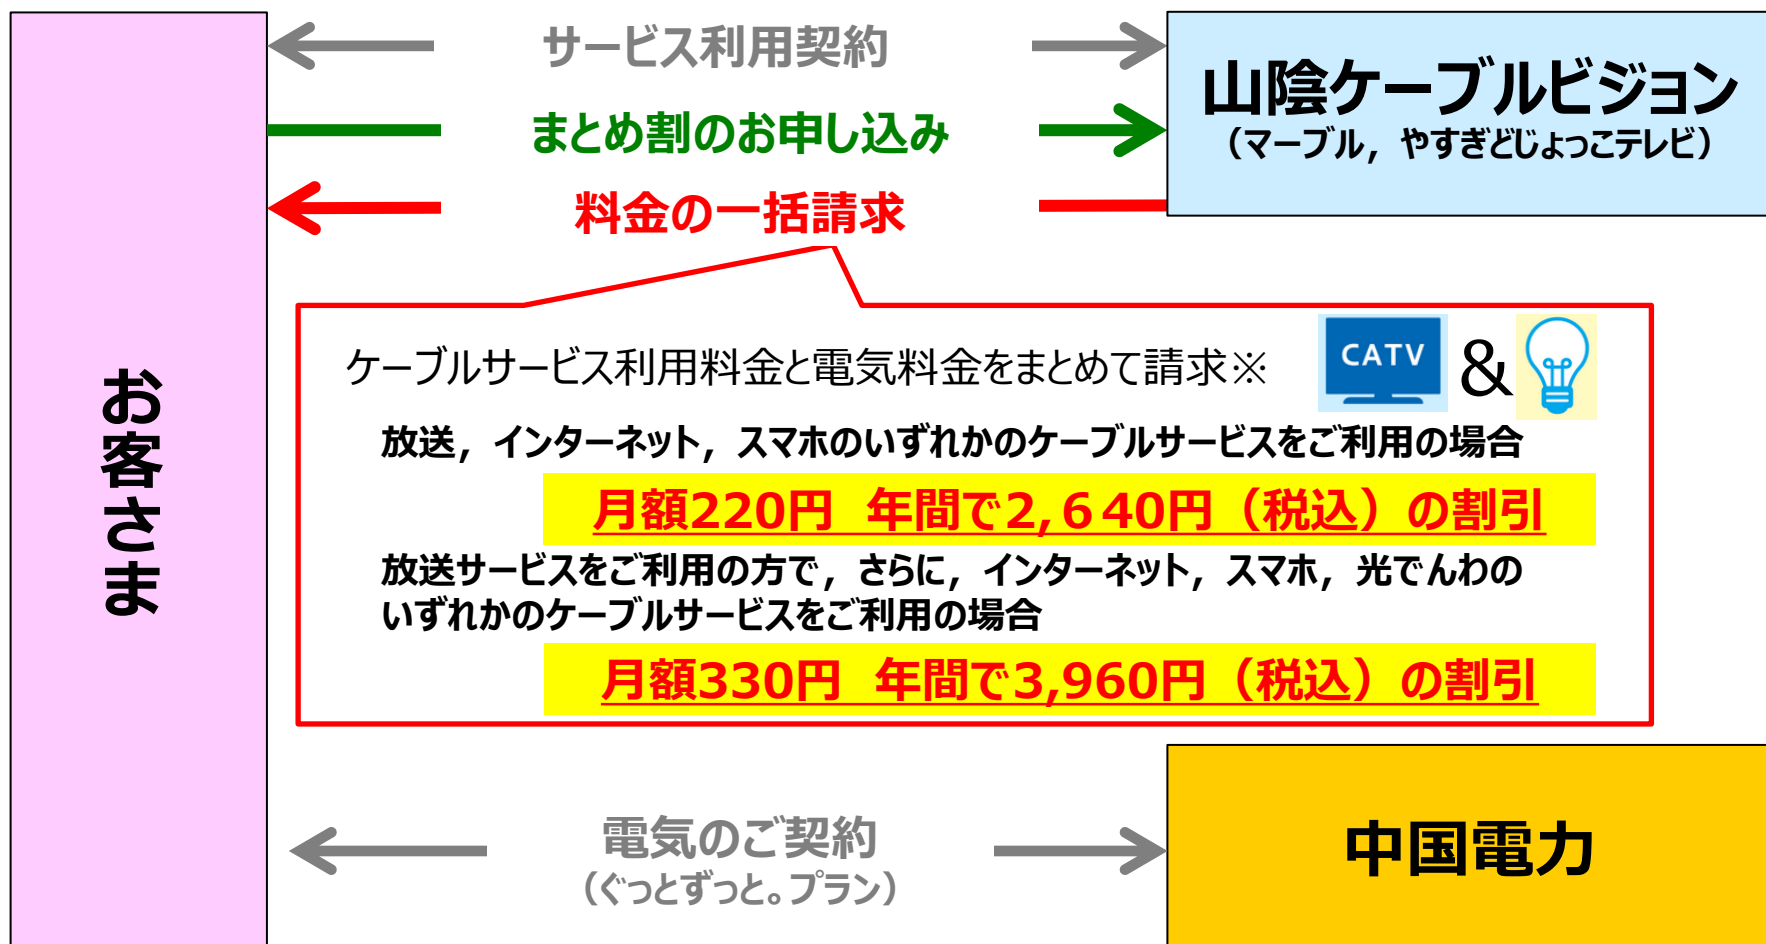 サービス利用契約
まとめ割のお申し込み
料金の一括請求
山陰ケーブルビジョン
（マーブル，やすぎどじょっこテレビ）
お客さま
ケーブルサービス利用料金と電気料金をまとめて請求※
CATV
&
放送，インターネット，スマホのいずれかのケーブルサービスをご利用の場合
月額220円　年間で2,６４0円（税込）の割引
放送サービスをご利用の方で，さらに，インターネット，スマホ，光でんわの
いずれかのケーブルサービスをご利用の場合
月額330円　年間で3,960円（税込）の割引
電気のご契約
（ぐっとずっと。プラン）
中国電力